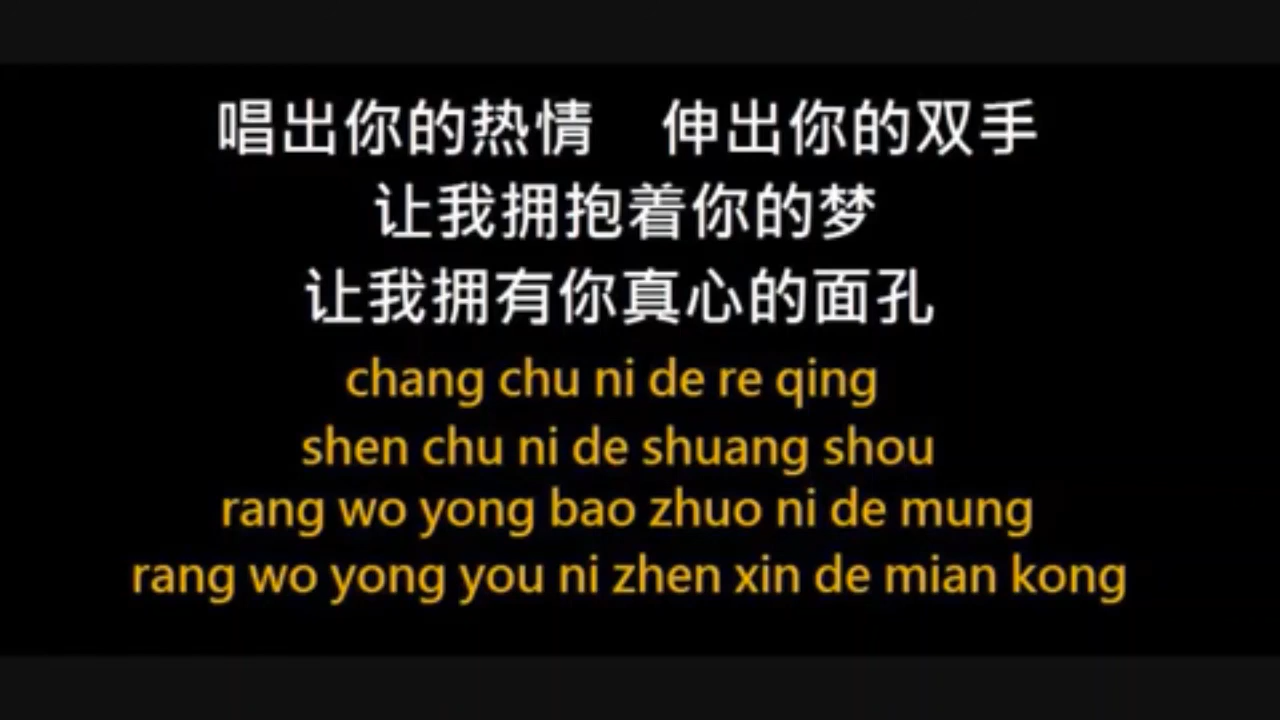 唱出你的热情 伸出你的双手
让我拥抱着你的梦
让我拥有你真心的面孔
chang chu ni de re qing
shen chu ni de shuang shou
rang wo yong bao zhuo ni de mung
rang wo yong you ni zhen xin de mian kong